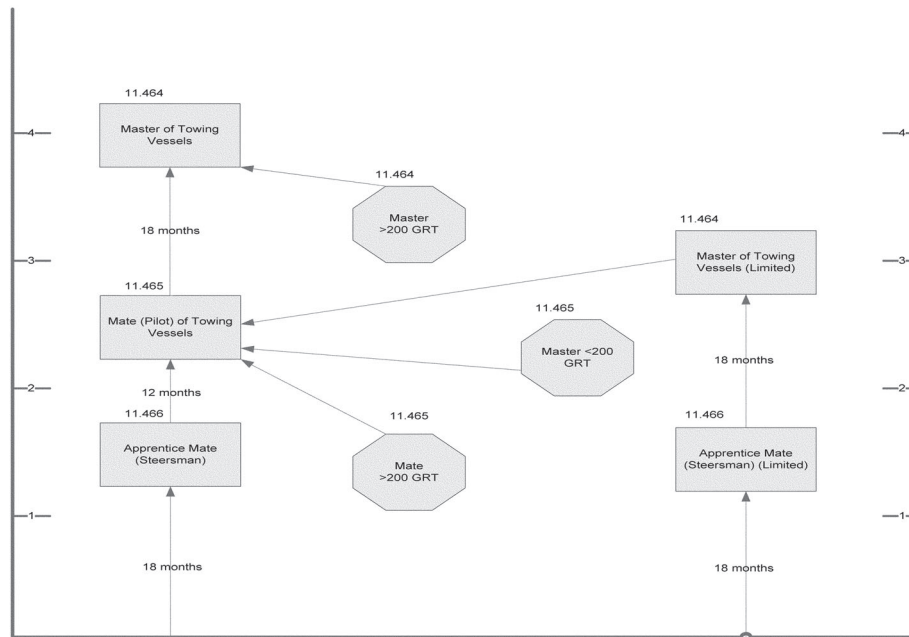 11.464
Master of Towing
Vessels
4
4
11.464
Master
>200 GRT
11.464
18 months
Master of Towing
Vessels (Limited)
3
3
11.465
11.465
Mate (Pilot) of Towing
Vessels
Master <200
GRT
18 months
2
2
12 months
11.466
11.465
11.466
Apprentice Mate
(Steersman)
Mate
>200 GRT
Apprentice Mate
(Steersman) (Limited)
1
1
18 months
18 months